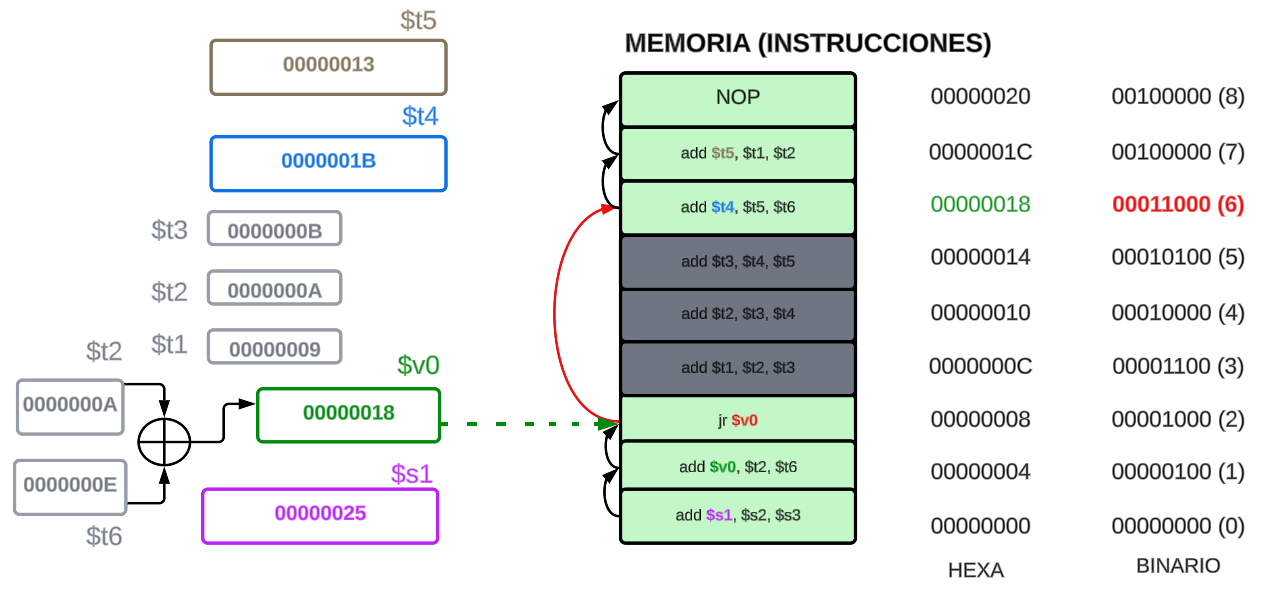 $t5
00000013
$t4
0000001B
$t3
0000000B
$t2
0000000A
$t1
00000009
$t2
0000000A
0000000E
$t6
$v0
00000018
$s1
00000025
MEMORIA (INSTRUCCIONES)
NOP 00000020 00100000 (8)
add $t5, $t1, $t2 0000001C 00100000 (7)
add $t4, $t5, $t6 00000018 00011000 (6)
add $t3, $t4, $t5 00000014 00010100 (5)
add $t2, $t3, $t4 00000010 00010000 (4)
add $t1, $t2, $t3 0000000C 00001100 (3)
jr $v0 00000008 00001000 (2)
add $v0, $t2, $t6 00000004 00000100 (1)
add $s1, $s2, $s3 00000000 00000000 (0)
HEXA BINARIO